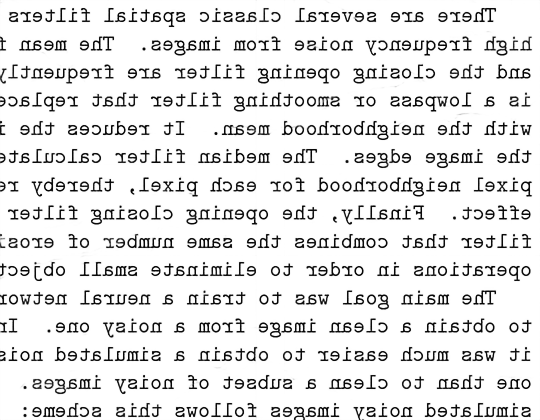 There are several classic spatial filters
high frequency noise from images. The mean f
and the closing opening filter are frequently
is a lowpass or smoothing filter that replace
with the neighborhood mean. It reduces the i
the image edges. The median filter calculate
pixel neighborhood for each pixel, thereby re
effect. Finally, the opening closing filter
filter that combines the same number of erosi
operations in order to eliminate small object
The main goal was to train a neural networ
to obtain a clean image from a noisy one. In
it was much easier to obtain a simulated nois
one than to clean a subset of noisy images.
simulated noisy images follows this scheme: